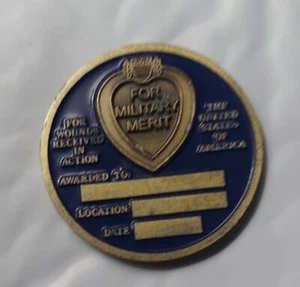 FOR
MILITARY
MERIT
FOR
WOUNDS
RECEIVED
IN
ACTION
THE
UNITED
STATES OF
AMERICA
AWARDED TO:
LOCATION:
DATE